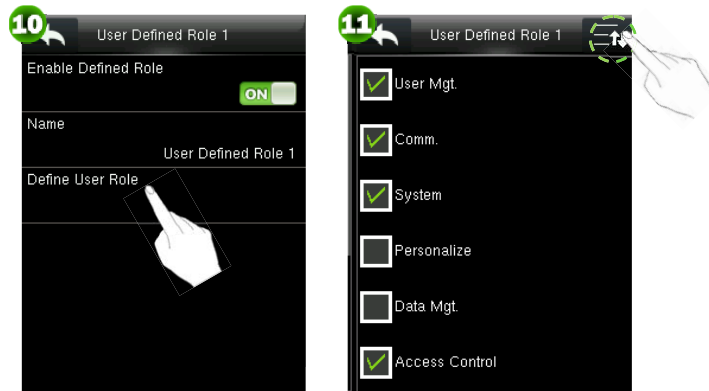 10
User Defined Role 1
Enable Defined Role
ON
Name
User Defined Role 1
Define User Role
11
User Defined Role 1
User Mgt.
Comm.
System
Personalize
Data Mgt.
Access Control